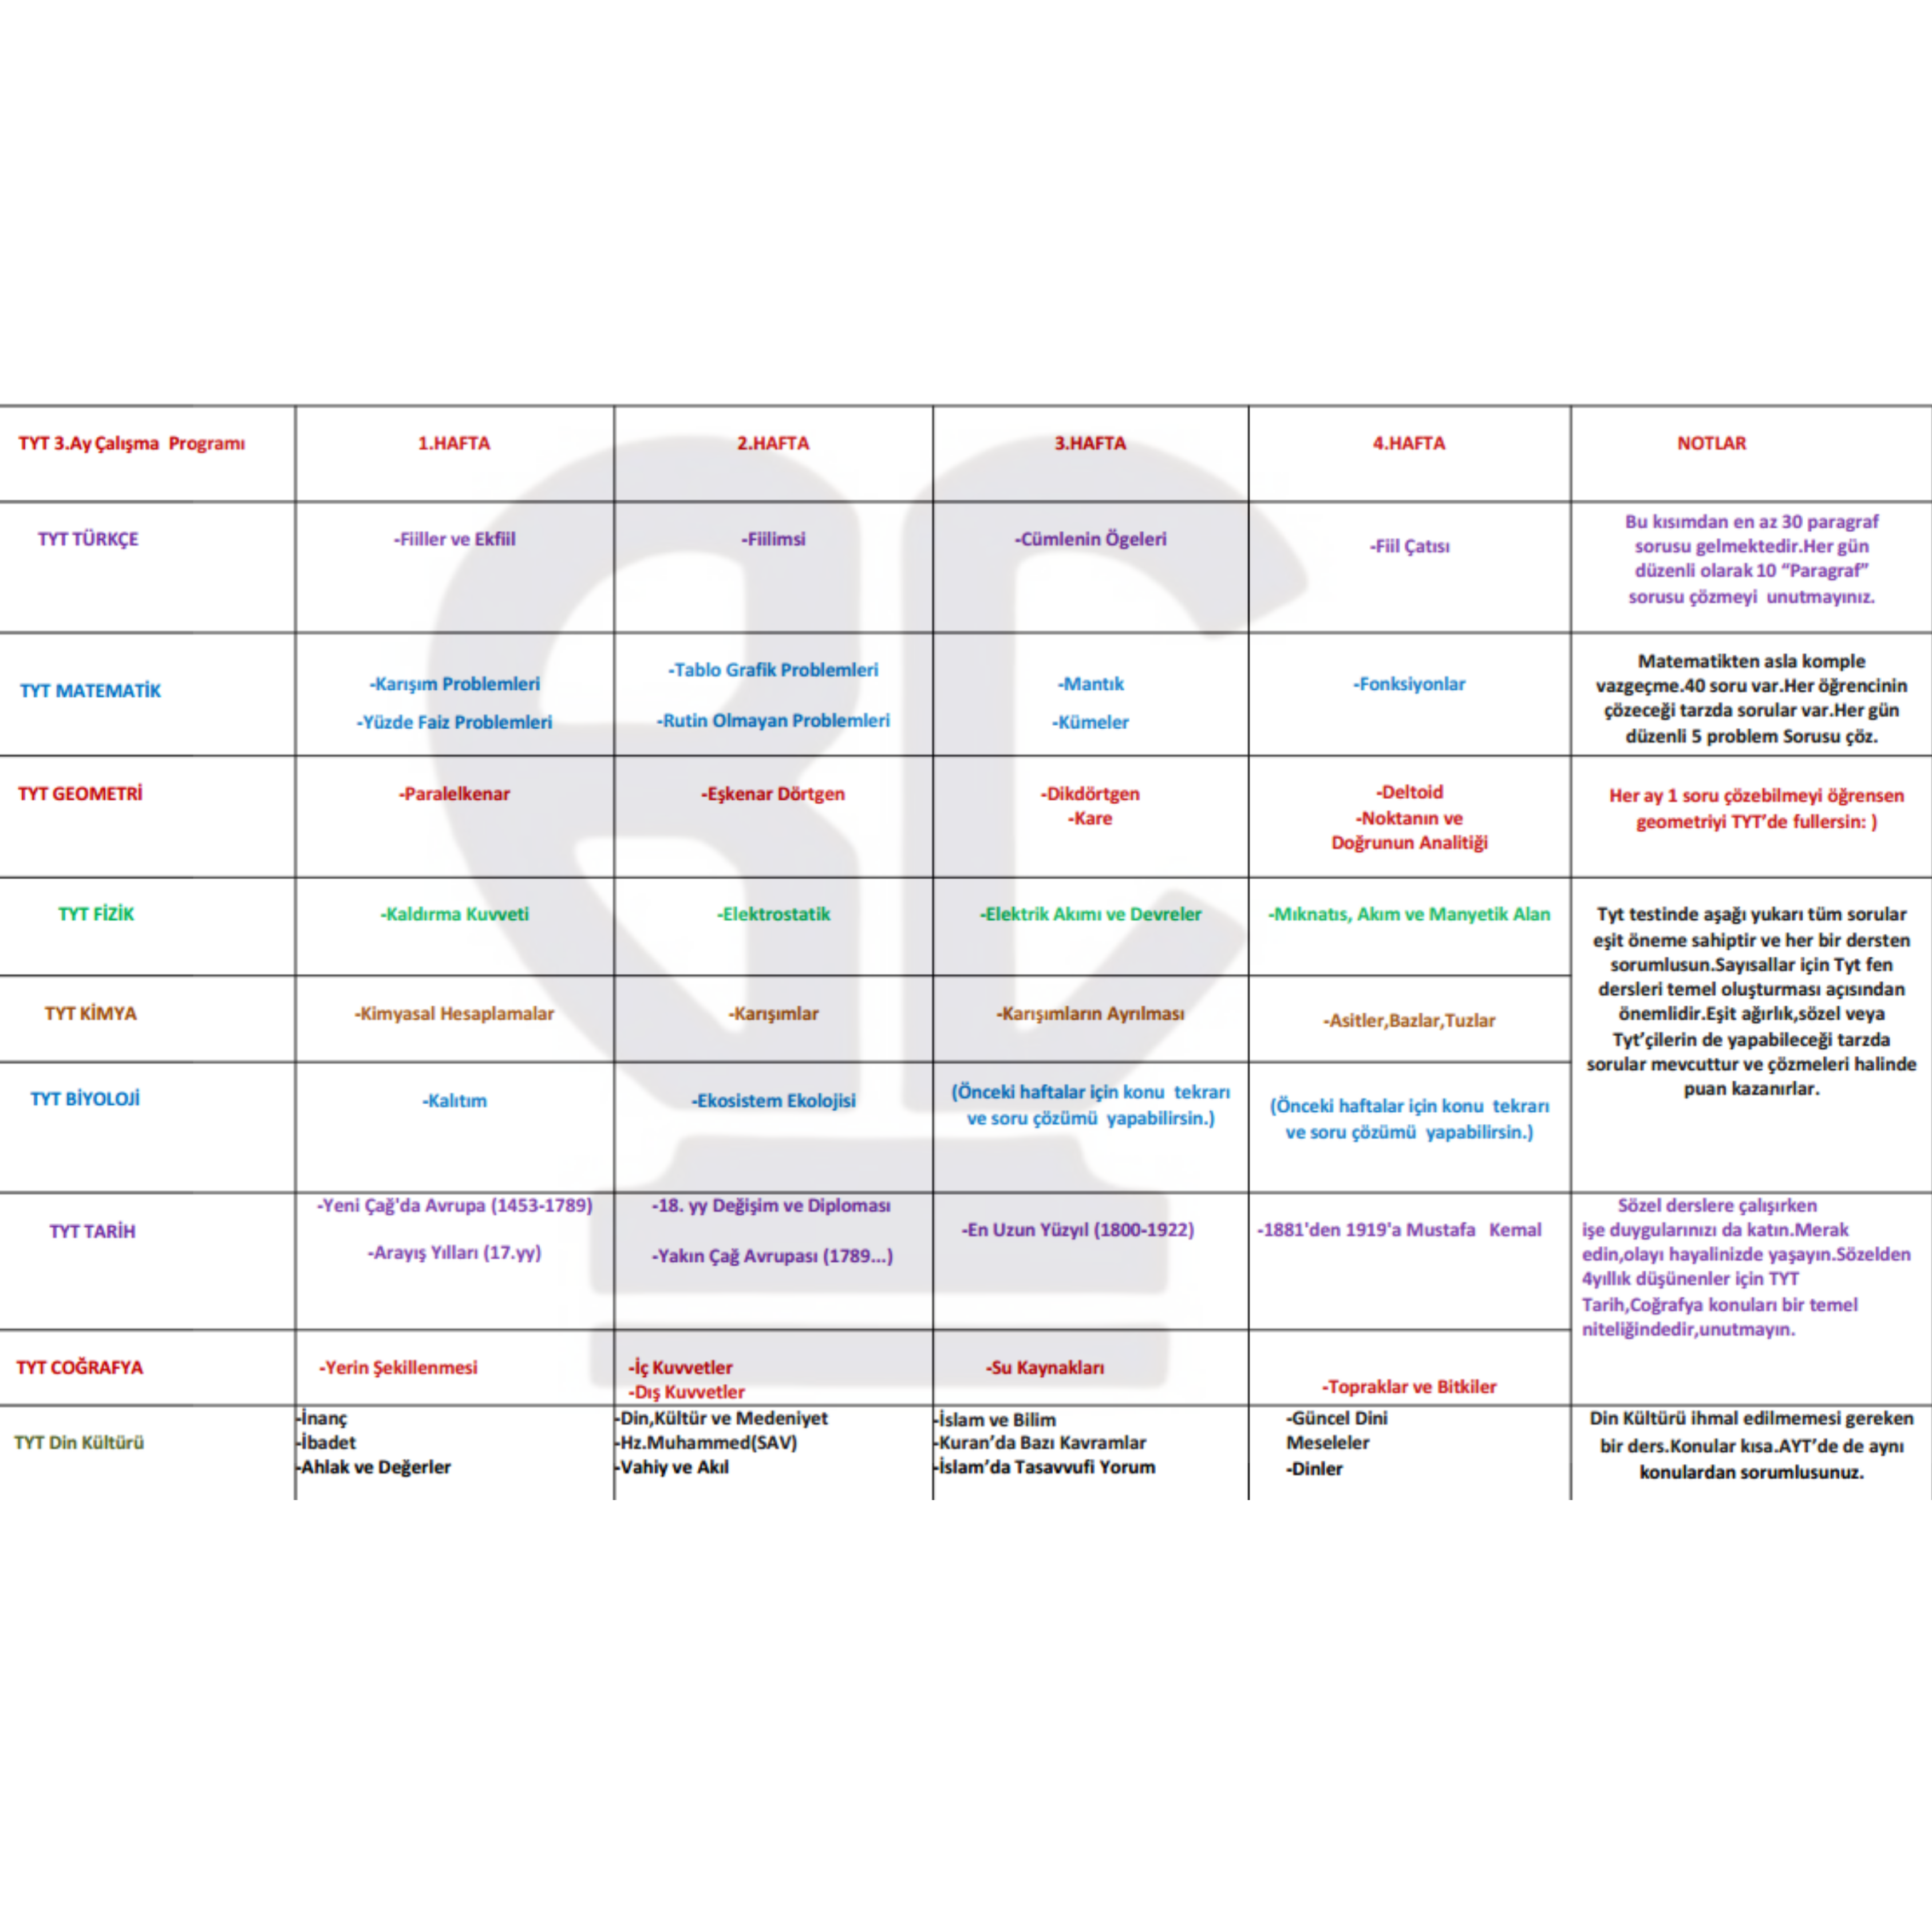 TYT 3.Ay Çalışma  Programı
1.HAFTA
2.HAFTA
3.HAFTA
4.HAFTA
NOTLAR
TYT TÜRKÇE
-Fiiller ve Ekfiil
-Fiilimsi
-Cümlenin Ögeleri
-Fiil Çatısı
Bu kısımdan en az 30 paragraf
sorusu gelmektedir.Her gün
düzenli olarak 10 “Paragraf”
sorusu çözmeyi  unutmayınız.
TYT MATEMATİK
-Karışım Problemleri
-Yüzde Faiz Problemleri
-Tablo Grafik Problemleri
-Rutin Olmayan Problemleri
-Mantık
-Kümeler
-Fonksiyonlar
Matematikten asla komple
vazgeçme.40 soru var.Her öğrencinin
çözeceği tarzda sorular var.Her gün
düzenli 5 problem Sorusu çöz.
TYT GEOMETRİ
-Paralelkenar
-Eşkenar Dörtgen
-Dikdörtgen
-Kare
-Deltoid
-Noktanın ve
Doğrunun Analitiği
Her ay 1 soru çözebilmeyi öğrensen
geometriyi TYT’de fullersin: )
TYT FİZİK
-Kaldırma Kuvveti
-Elektrostatik
-Elektrik Akımı ve Devreler
-Mıknatıs, Akım ve Manyetik Alan
Tyt testinde aşağı yukarı tüm sorular
eşit öneme sahiptir ve her bir dersten
sorumlusun.Sayısallar için Tyt fen
dersleri temel oluşturması açısından
önemlidir.Eşit ağırlık,sözel veya
Tyt’çilerin de yapabileceği tarzda
sorular mevcuttur ve çözmeleri halinde
puan kazanırlar.
TYT KİMYA
-Kimyasal Hesaplamalar
-Karışımlar
-Karışımların Ayrılması
-Asitler,Bazlar,Tuzlar
TYT BİYOLOJİ
-Kalıtım
-Ekosistem Ekolojisi
(Önceki haftalar için konu  tekrarı
ve soru çözümü  yapabilirsin.)
(Önceki haftalar için konu  tekrarı
ve soru çözümü  yapabilirsin.)
TYT TARİH
-Yeni Çağ'da Avrupa (1453-1789)
-Arayış Yılları (17.yy)
-18. yy Değişim ve Diploması
-Yakın Çağ Avrupası (1789...)
-En Uzun Yüzyıl (1800-1922)
-1881'den 1919'a Mustafa   Kemal
Sözel derslere çalışırken
işe duygularınızı da katın.Merak
edin,olayı hayalinizde yaşayın.Sözelden
4yıllık düşünenler için TYT
Tarih,Coğrafya konuları bir temel
niteliğindedir,unutmayın.
TYT COĞRAFYA
-Yerin Şekillenmesi
-İç Kuvvetler
-Dış Kuvvetler
-Su Kaynakları
-Topraklar ve Bitkiler
TYT Din Kültürü
-İnanç
-İbadet
-Ahlak ve Değerler
-Din,Kültür ve Medeniyet
-Hz.Muhammed(SAV)
-Vahiy ve Akıl
-İslam ve Bilim
-Kuran’da Bazı Kavramlar
-İslam’da Tasavvufi Yorum
-Güncel Dini
Meseleler
-Dinler
Din Kültürü ihmal edilmemesi gereken
bir ders.Konular kısa.AYT’de de aynı
konulardan sorumlusunuz.